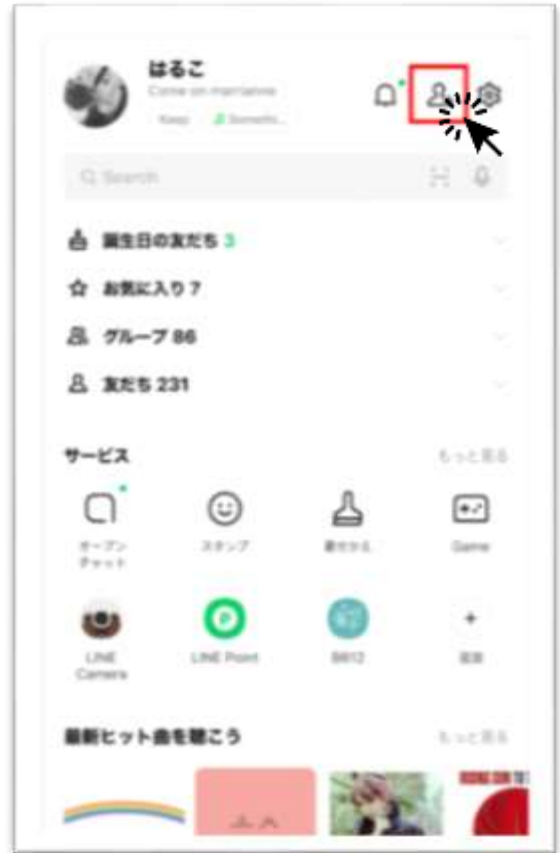 はるこ
Come on marrianne
Keep
Search
誕生日の友だち 3
お気に入り 7
グループ 86
友だち 231
サービス もっと見る
オープン
チャット
スタンプ
着せかえ
Game
LINE
Camera
LINE Point
B612
追加
最新ヒット曲を聴こう もっと見る